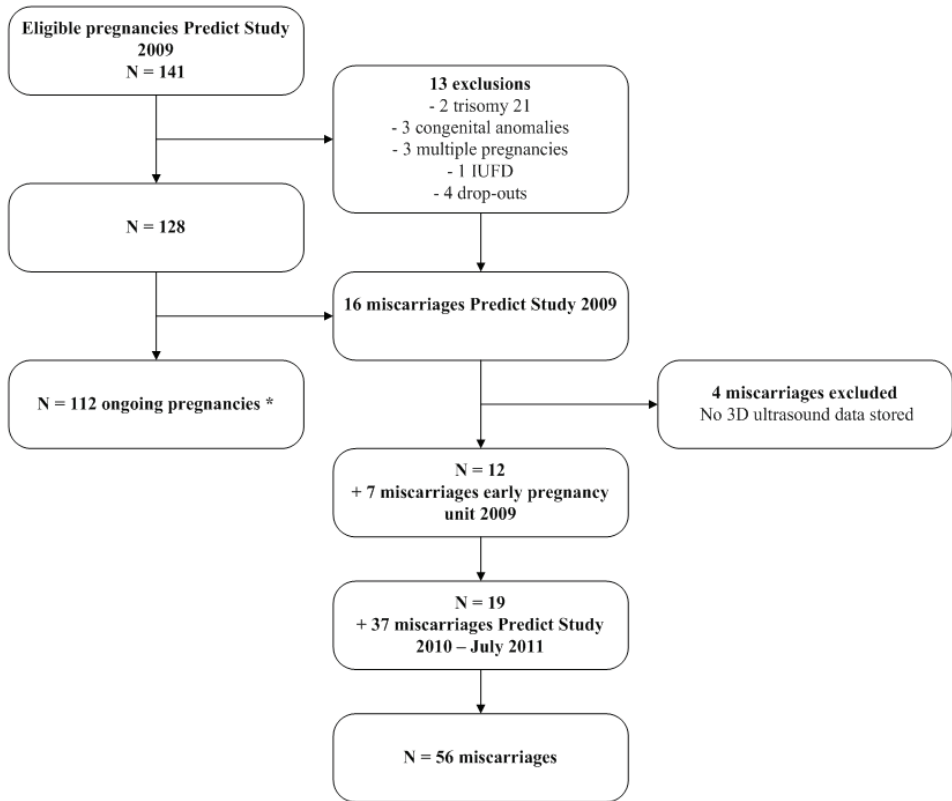 Eligible pregnancies Predict Study
2009
N = 141
13 exclusions
- 2 trisomy 21
- 3 congenital anomalies
- 3 multiple pregnancies
- 1 IUFD
- 4 drop-outs
N = 128
16 miscarriages Predict Study 2009
N = 112 ongoing pregnancies *
4 miscarriages excluded
No 3D ultrasound data stored
N = 12
+ 7 miscarriages early pregnancy
unit 2009
N = 19
+ 37 miscarriages Predict Study
2010 – July 2011
N = 56 miscarriages